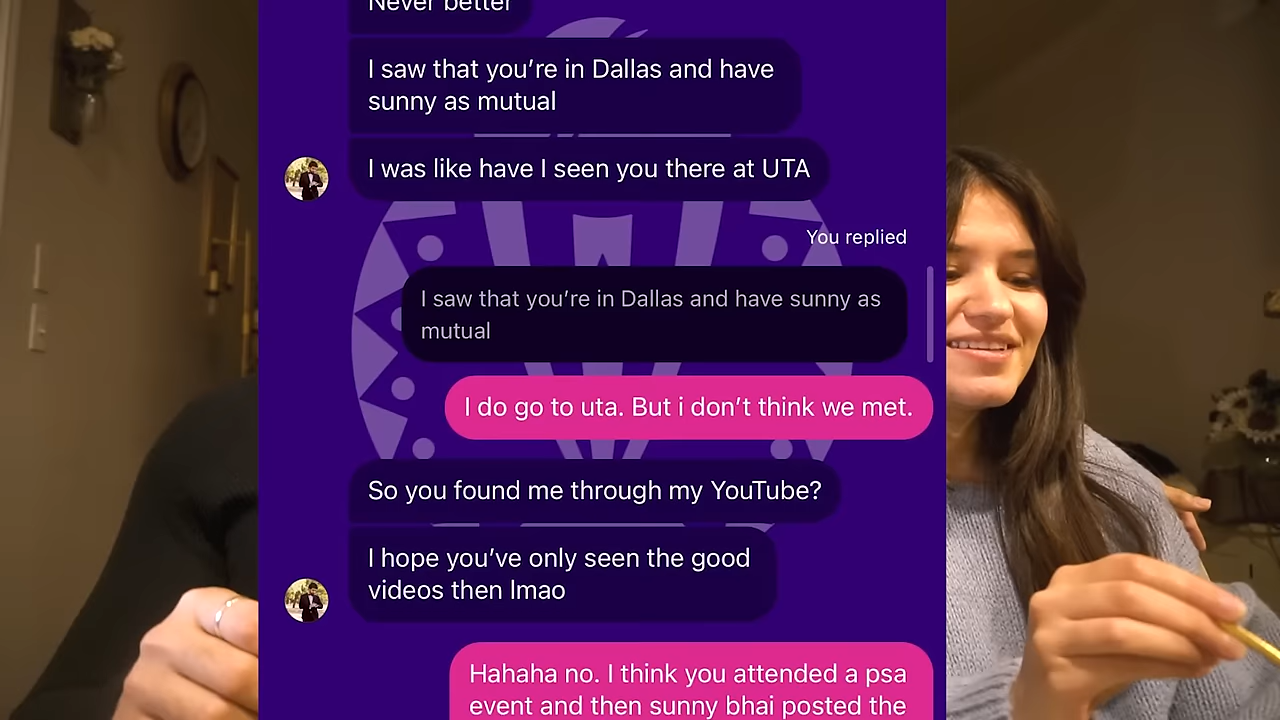 Never better
I saw that you’re in Dallas and have
sunny as mutual
I was like have I seen you there at UTA
You replied
I saw that you’re in Dallas and have sunny as
mutual
I do go to uta. But i don’t think we met.
So you found me through my YouTube?
I hope you’ve only seen the good
videos then lmao
Hahaha no. I think you attended a psa
event and then sunny bhai posted the